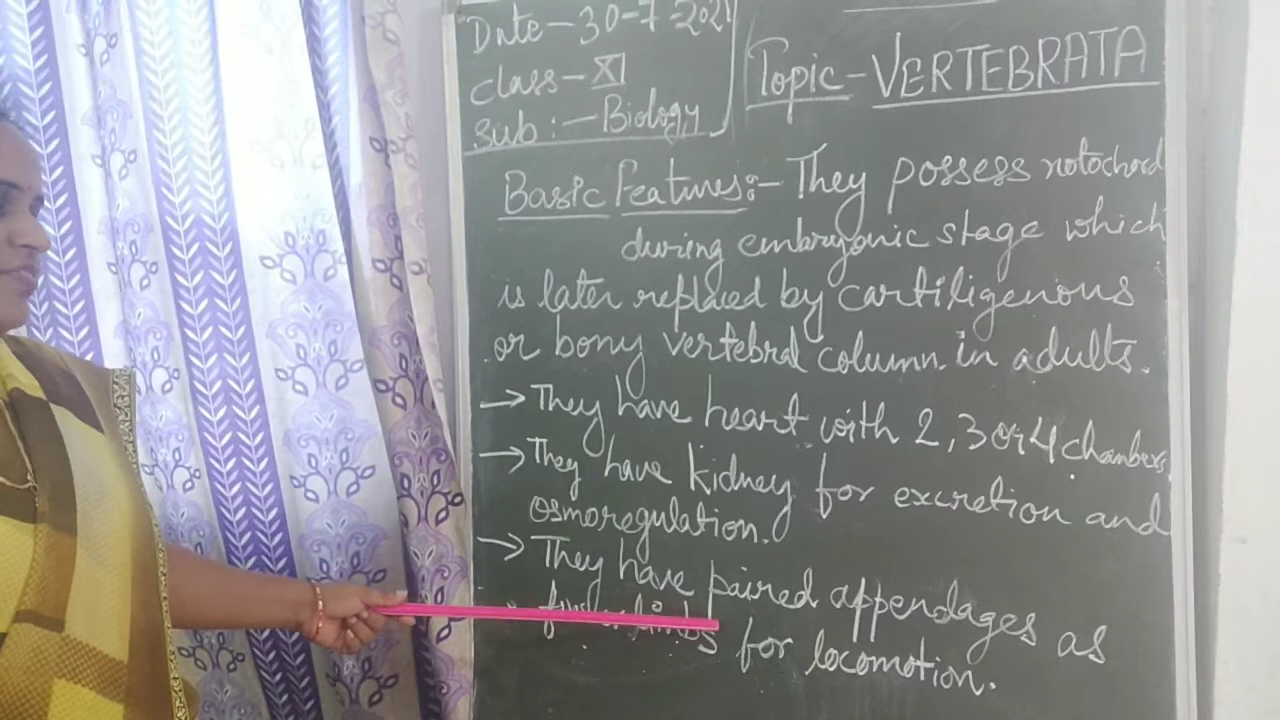 Date - 30-7-2021
Class - XI
Sub :- Biology
Topic - VERTEBRATA
Basic Features :- They possess notochord
during embryonic stage which
is later replaced by cartiligenous
or bony vertebral column in adults.
→ They have heart with 2, 3 or 4 chambers
→ They have kidney for excretion and
osmoregulation.
→ They have paired appendages as
limbs for locomotion.